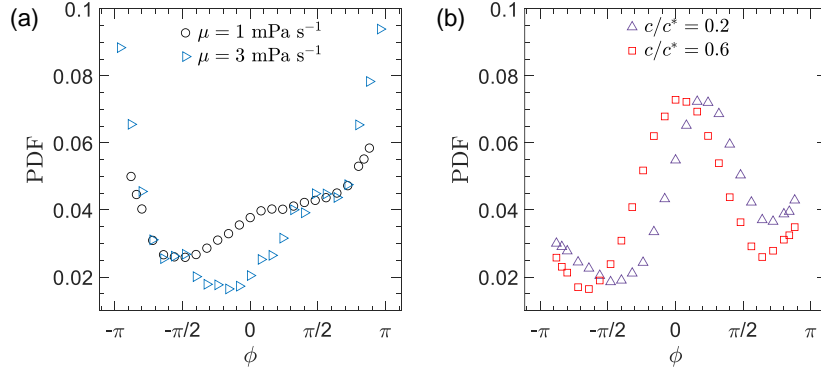 (a)
0.1
0.08
0.06
0.04
0.02
PDF
-π
-π/2
0
π/2
π
ϕ
μ = 1 mPa s⁻¹
μ = 3 mPa s⁻¹
(b)
0.1
0.08
0.06
0.04
0.02
PDF
-π
-π/2
0
π/2
π
ϕ
c/c* = 0.2
c/c* = 0.6